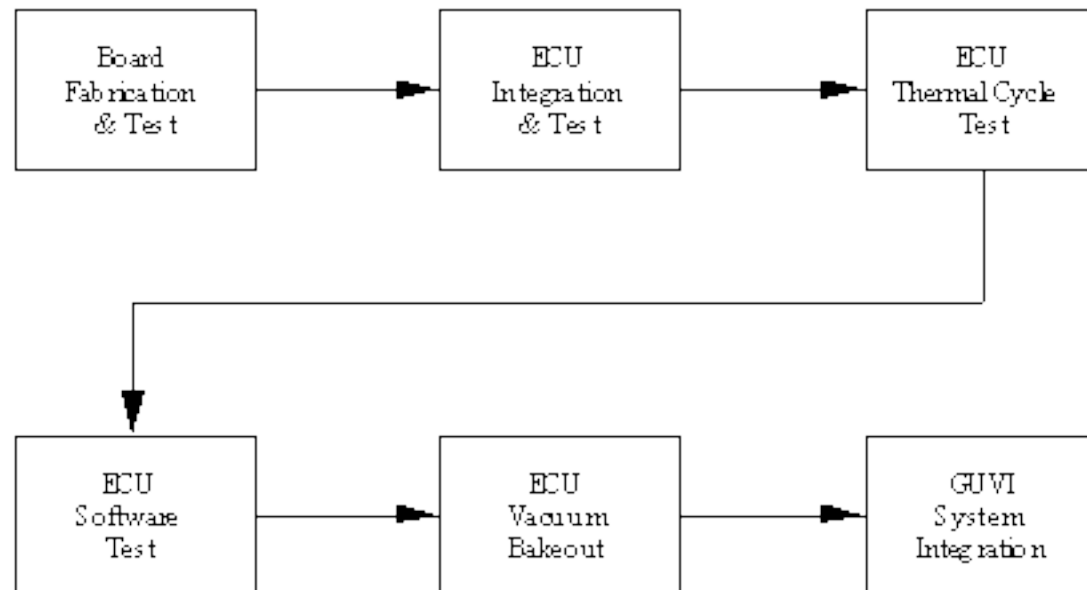 Board
Fabrication
& Test
ECU
Integration
& Test
ECU
Thermal Cycle
Test
ECU
Software
Test
ECU
Vacuum
Bakeout
GUVI
System
Integration